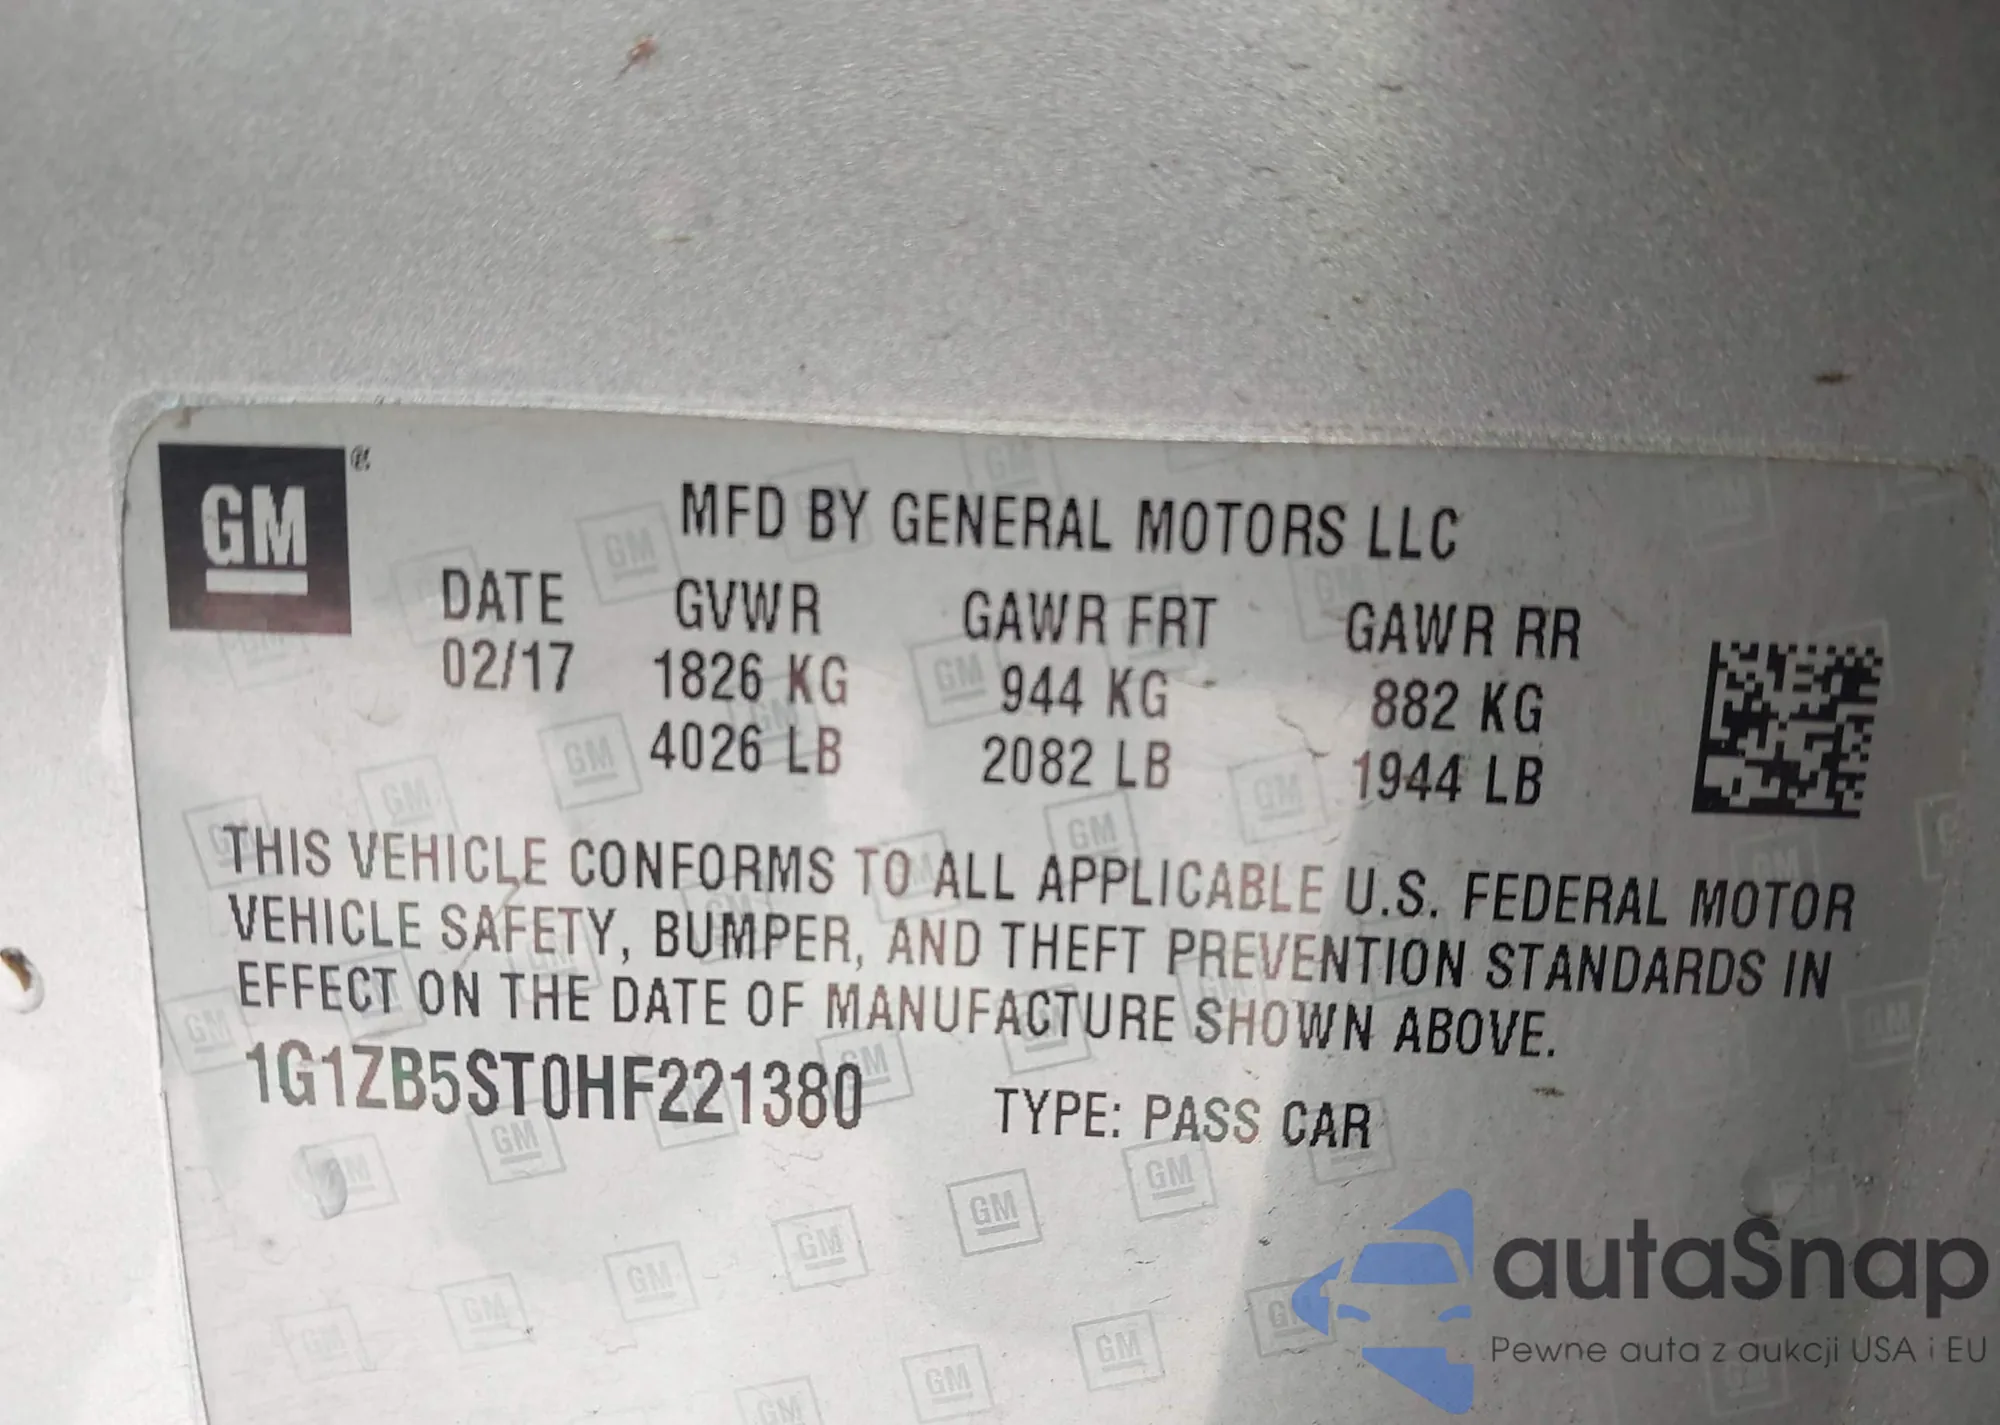 GM
MFD BY GENERAL MOTORS LLC
DATE GVWR GAWR FRT GAWR RR
02/17 1826 KG 944 KG 882 KG
4026 LB 2082 LB 1944 LB
THIS VEHICLE CONFORMS TO ALL APPLICABLE U.S. FEDERAL MOTOR
VEHICLE SAFETY, BUMPER, AND THEFT PREVENTION STANDARDS IN
EFFECT ON THE DATE OF MANUFACTURE SHOWN ABOVE.
1G1ZB5ST0HF221380 TYPE: PASS CAR
autaSnap
Pewne auta z aukcji USA i EU